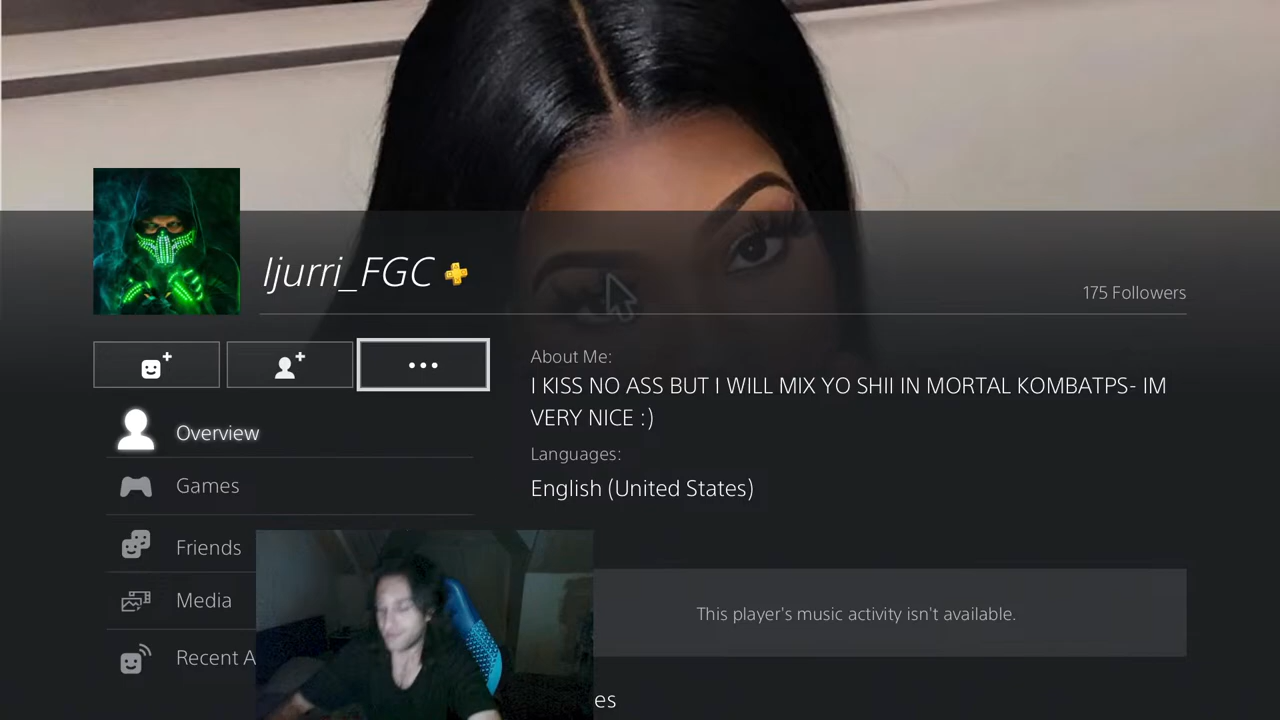 Ijurri_FGC
175 Followers
About Me:
I KISS NO ASS BUT I WILL MIX YO SHII IN MORTAL KOMBATPS- IM
VERY NICE :)
Languages:
English (United States)
Overview
Games
Friends
Media
Recent A
This player's music activity isn't available.
es